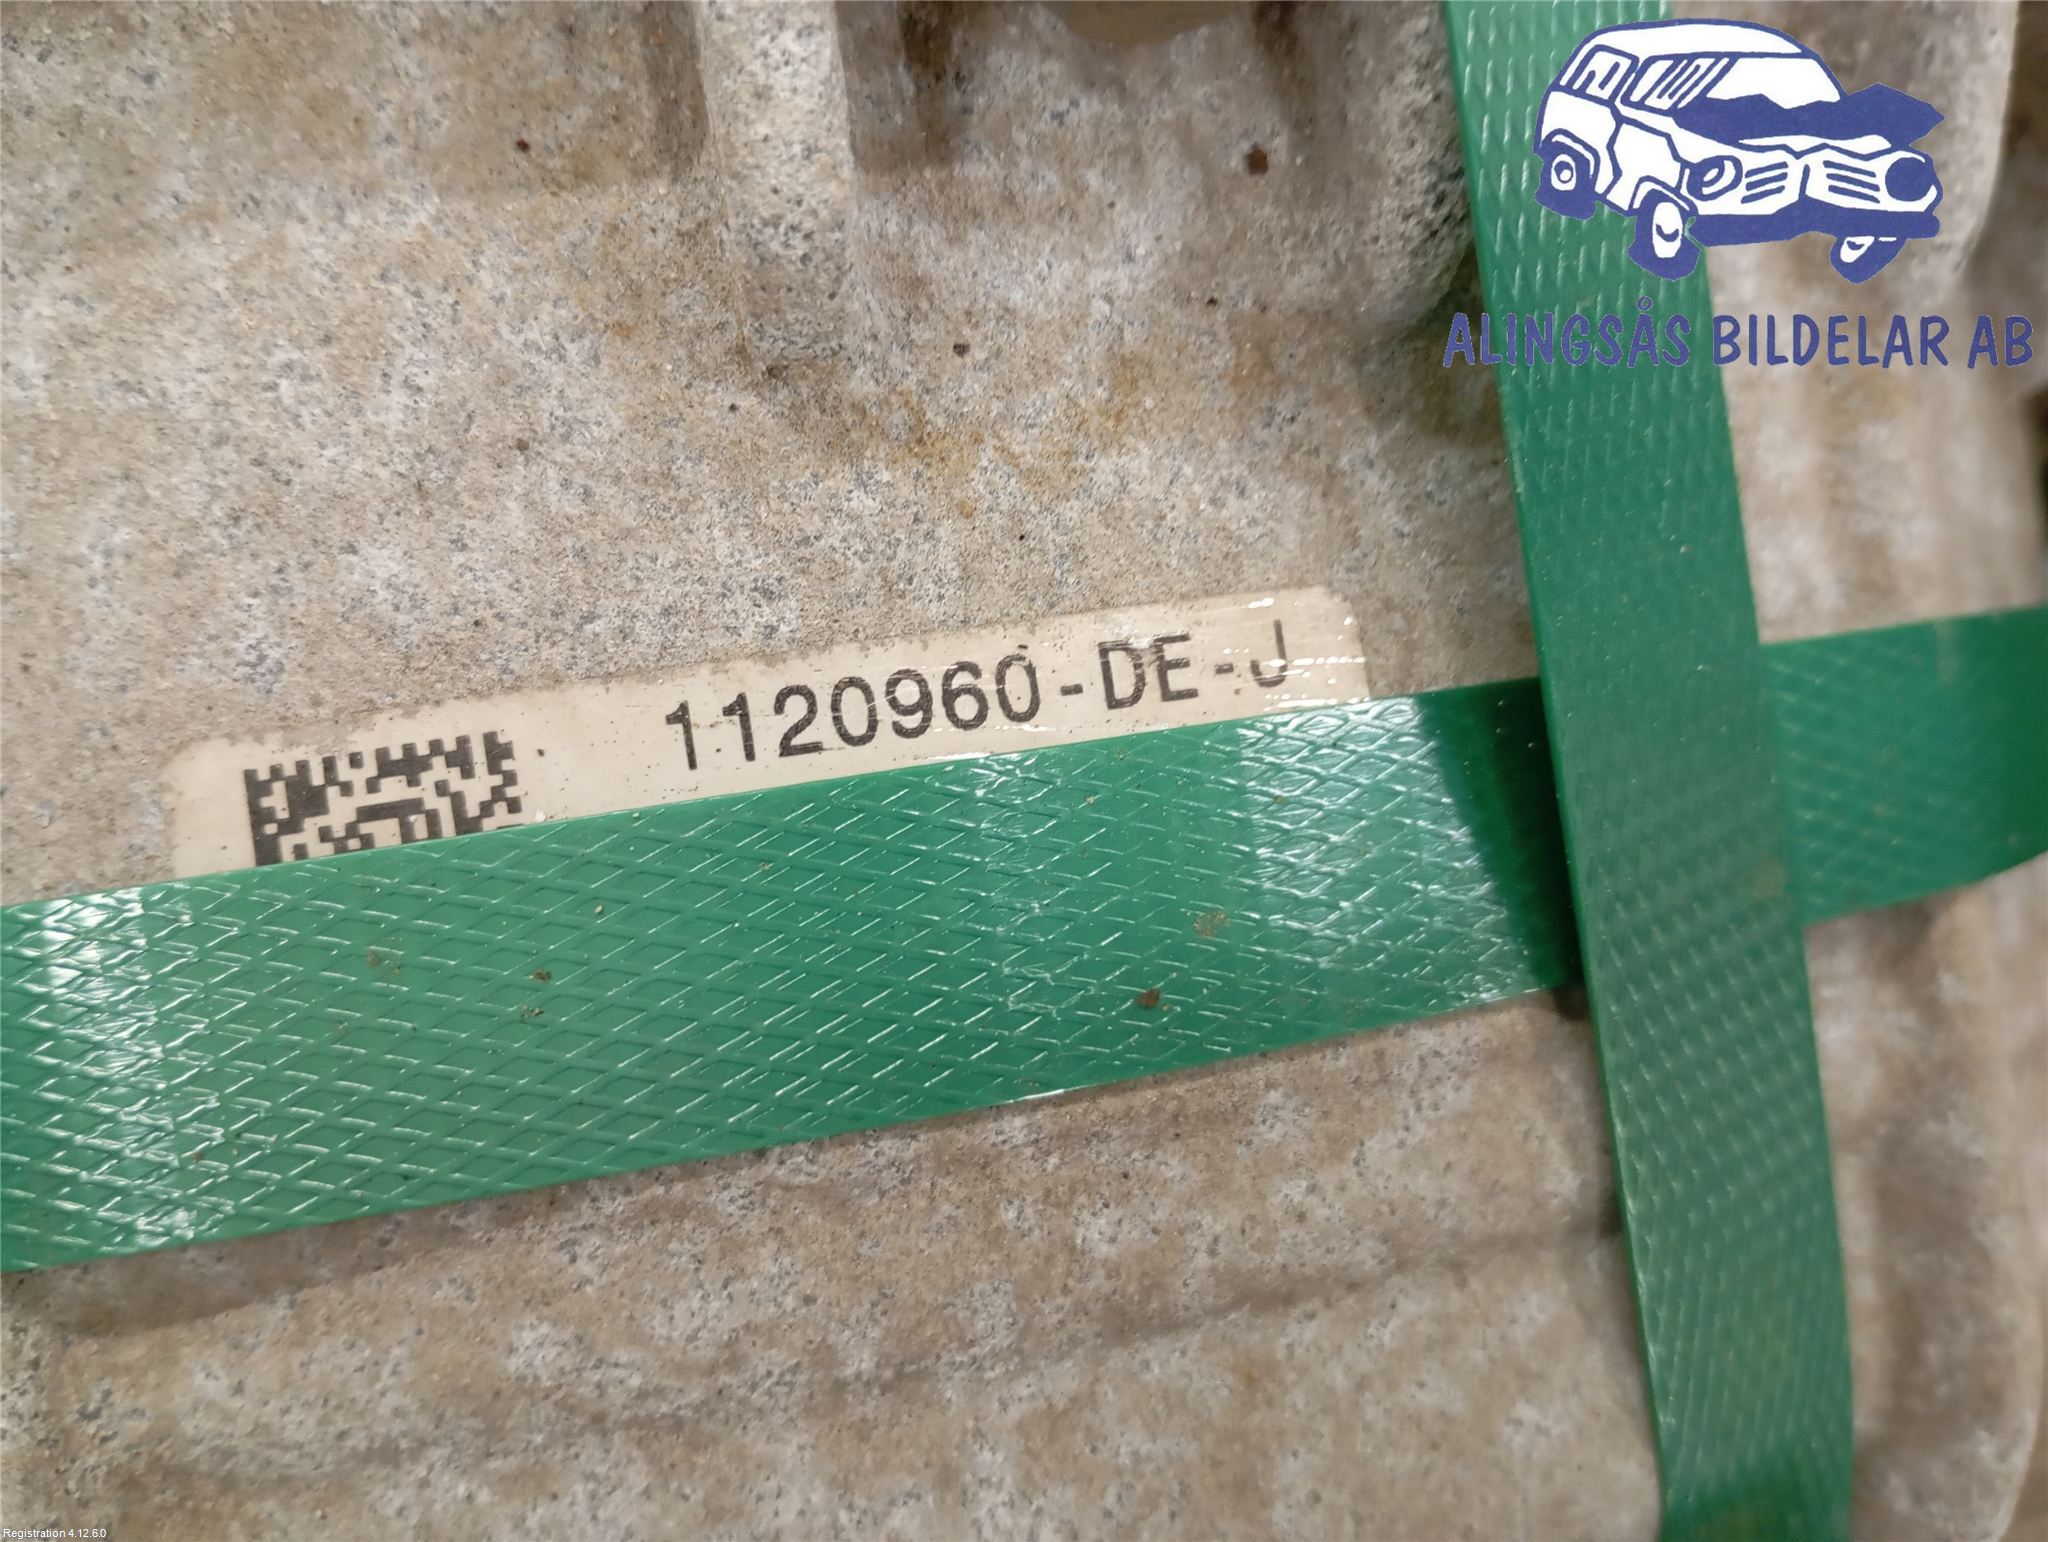 ALINGSÅS BILDELAR AB
1120960-DE-J
Registration 4.12.6.0